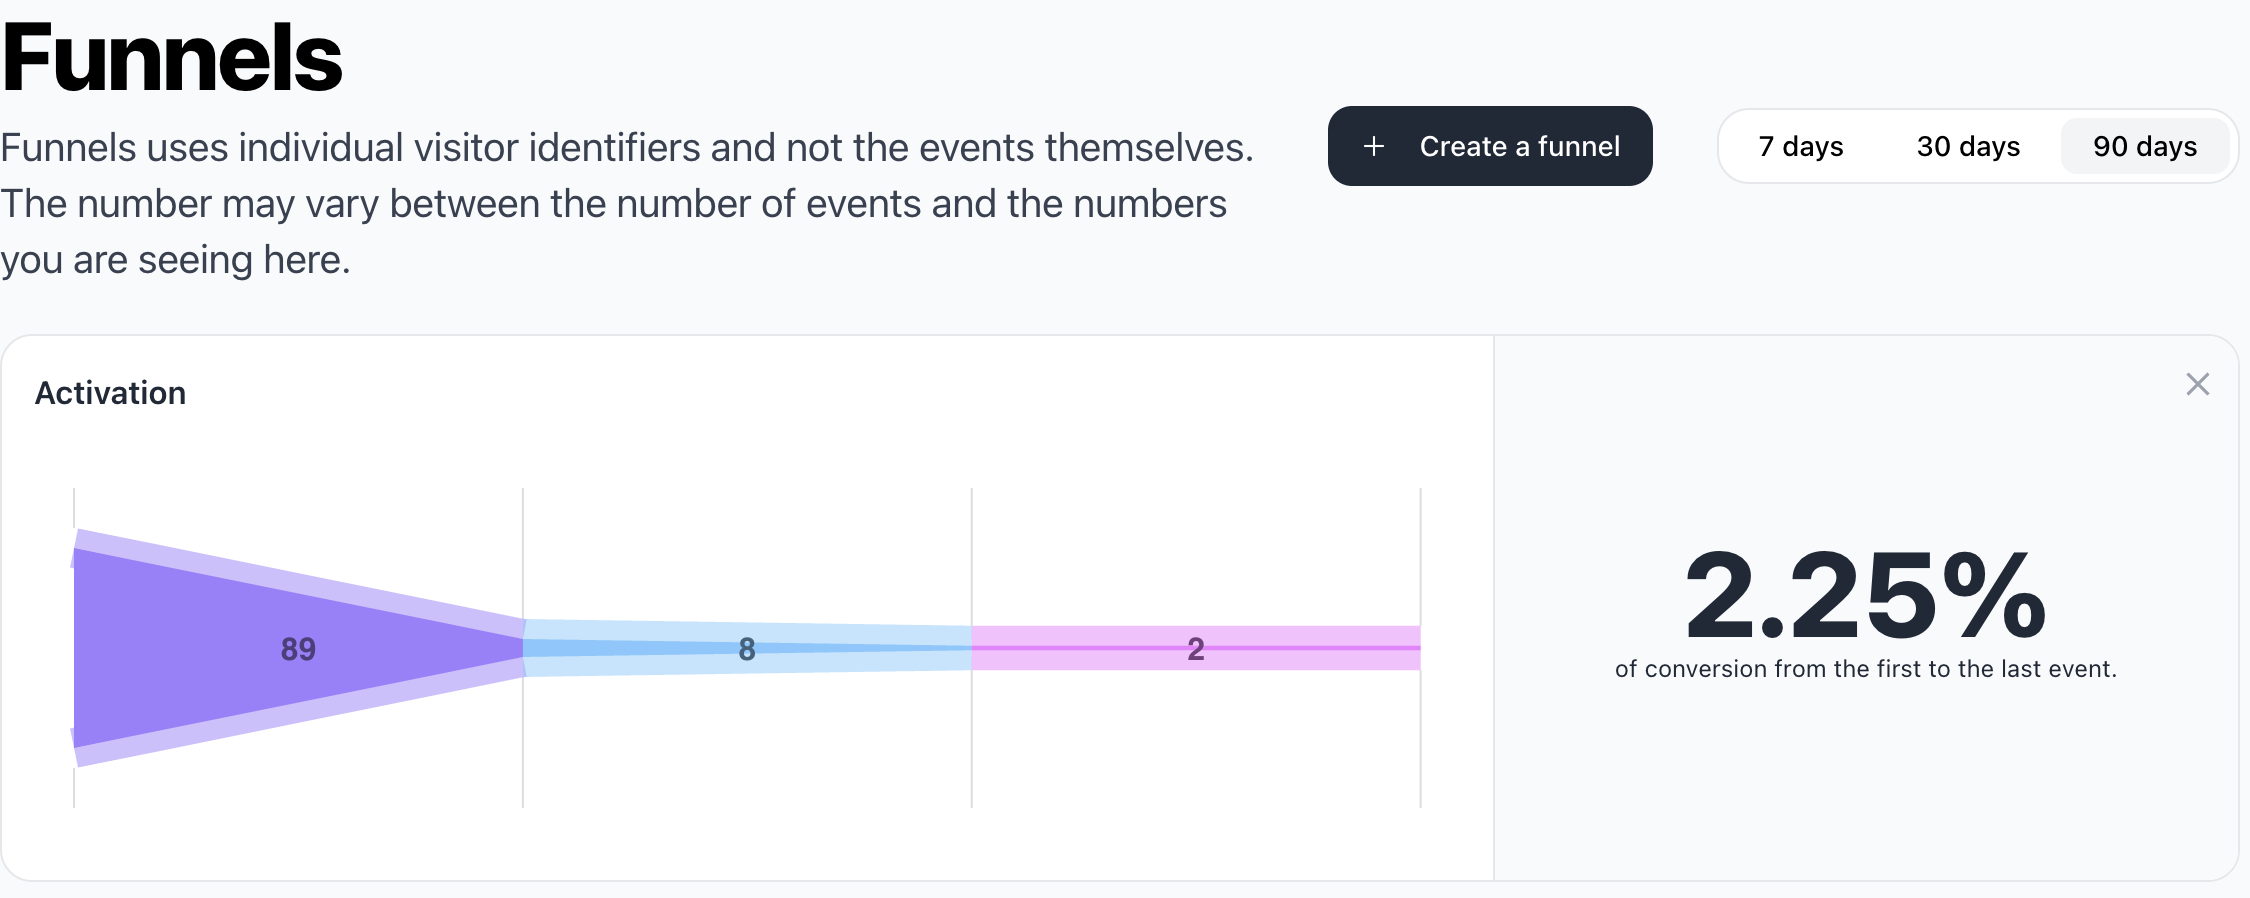 Funnels
Funnels uses individual visitor identifiers and not the events themselves.
The number may vary between the number of events and the numbers
you are seeing here.
Create a funnel
7 days
30 days
90 days
Activation
89
8
2
2.25%
of conversion from the first to the last event.